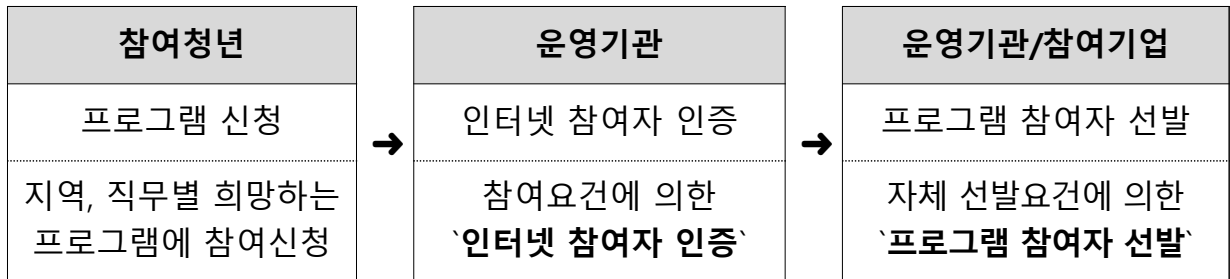 참여청년
프로그램 신청
지역, 직무별 희망하는
프로그램에 참여신청
➜
운영기관
인터넷 참여자 인증
참여요건에 의한
`인터넷 참여자 인증`
➜
운영기관/참여기업
프로그램 참여자 선발
자체 선발요건에 의한
`프로그램 참여자 선발`